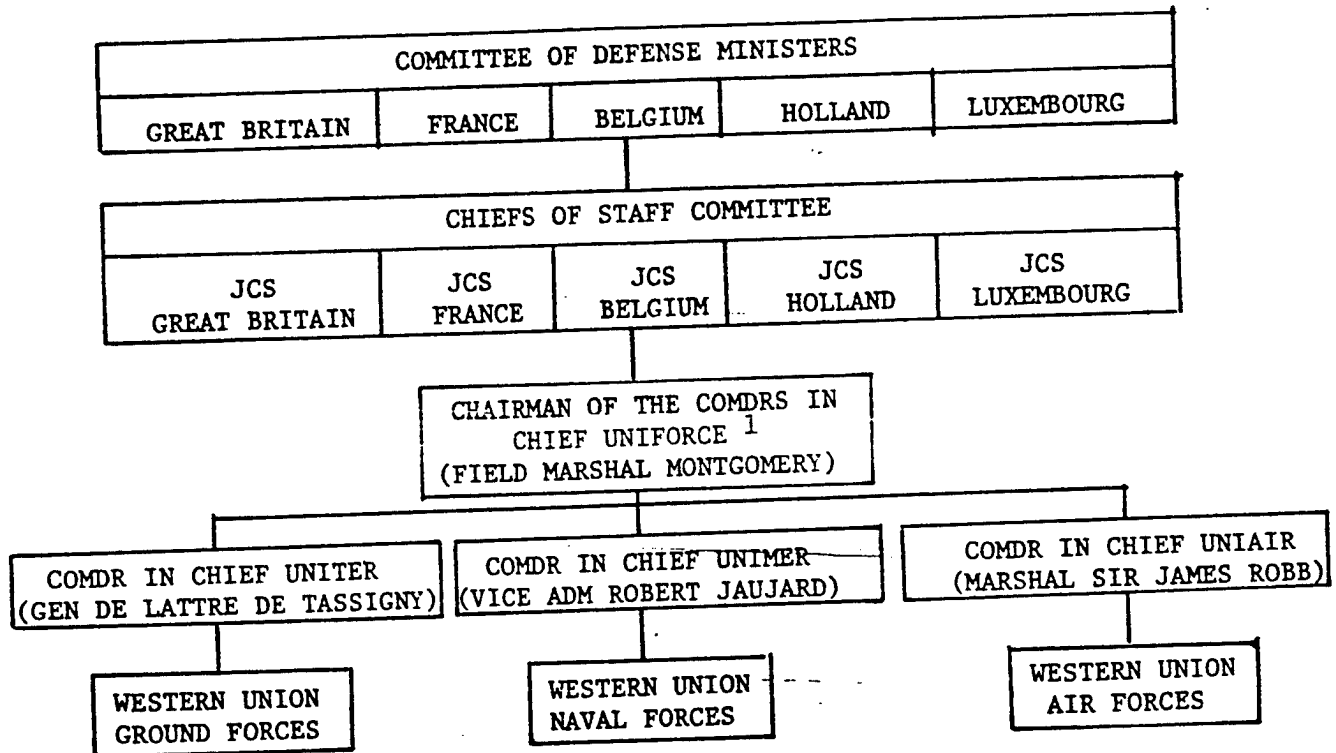 COMMITTEE OF DEFENSE MINISTERS
GREAT BRITAIN FRANCE BELGIUM HOLLAND LUXEMBOURG
CHIEFS OF STAFF COMMITTEE
JCS JCS JCS JCS JCS
GREAT BRITAIN FRANCE BELGIUM HOLLAND LUXEMBOURG
CHAIRMAN OF THE COMDRS IN
CHIEF UNIFORCE 1
(FIELD MARSHAL MONTGOMERY)
COMDR IN CHIEF UNITER
(GEN DE LATTRE DE TASSIGNY)
COMDR IN CHIEF UNIMER
(VICE ADM ROBERT JAUJARD)
COMDR IN CHIEF UNIAIR
(MARSHAL SIR JAMES ROBB)
WESTERN UNION
GROUND FORCES
WESTERN UNION
NAVAL FORCES
WESTERN UNION
AIR FORCES